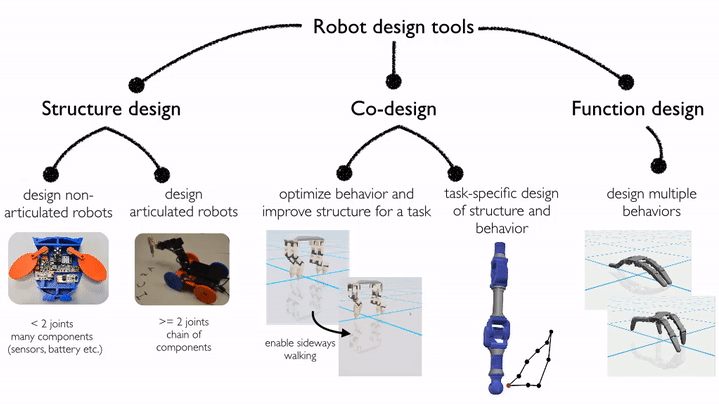 Robot design tools
Structure design
Co-design
Function design
design non-
articulated robots
design
articulated robots
optimize behavior and
improve structure for a task
task-specific design
of structure and
behavior
design multiple
behaviors
< 2 joints
many components
(sensors, battery etc.)
>= 2 joints
chain of
components
enable sideways
walking